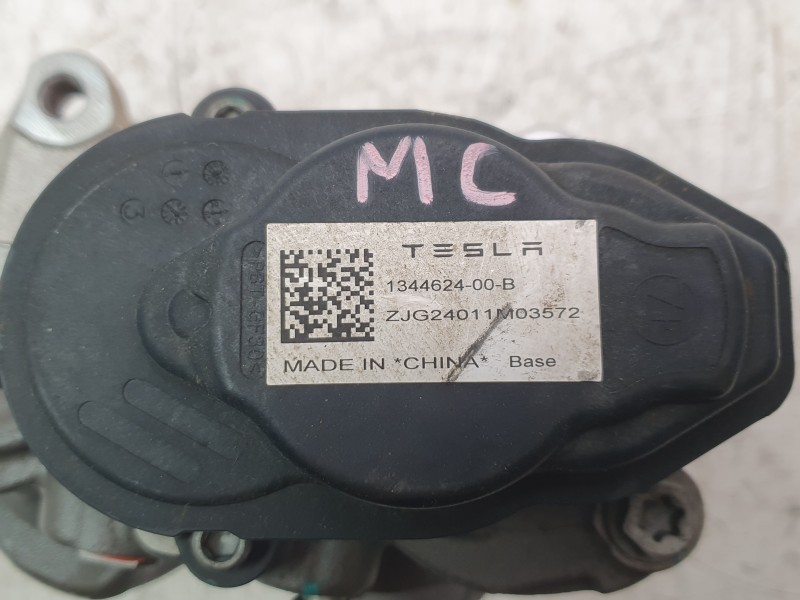 MC
TESLA
1344624-00-B
ZJG24011M03572
MADE IN *CHINA* Base